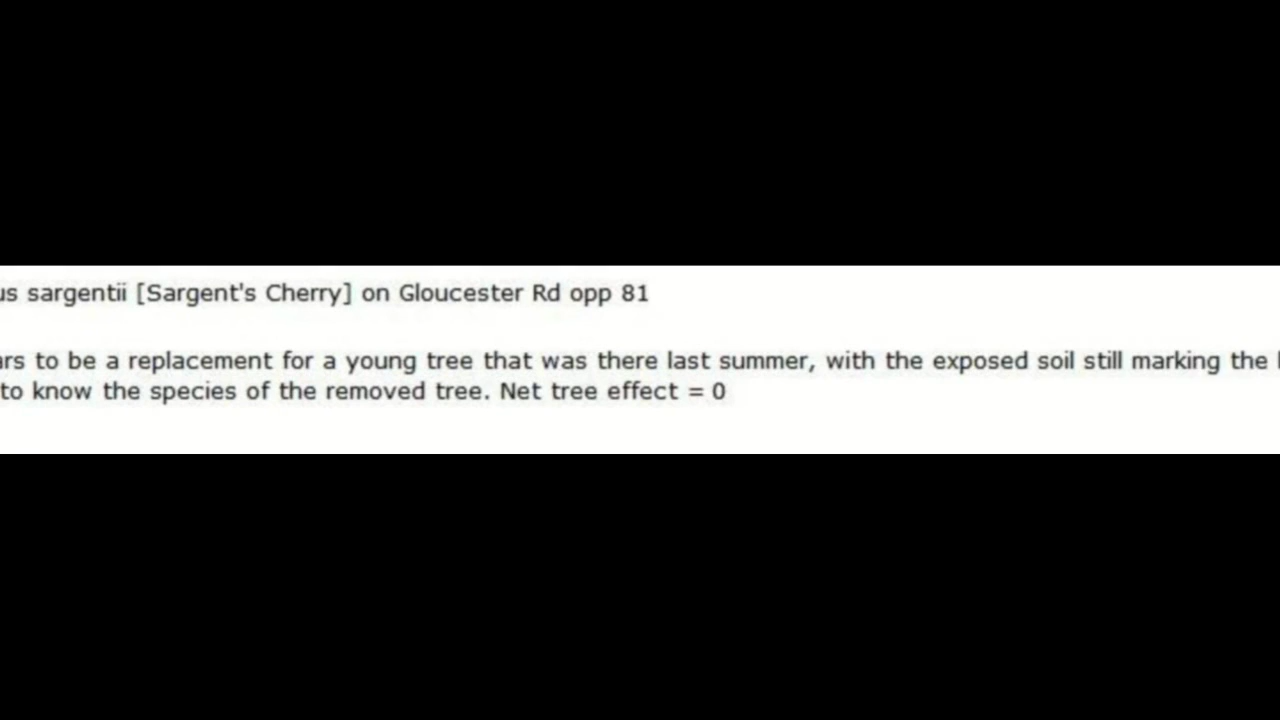 us sargentii [Sargent's Cherry] on Gloucester Rd opp 81
ars to be a replacement for a young tree that was there last summer, with the exposed soil still marking the
to know the species of the removed tree. Net tree effect = 0